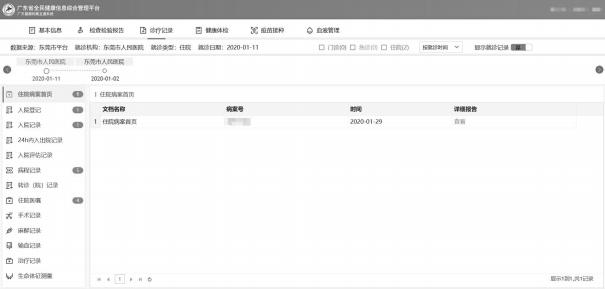 广东省全民健康信息综合管理平台
基本信息 检查检验报告 诊疗记录 健康体检 疫苗接种 血液管理
数据来源：东莞市平台 就诊机构：东莞市人民医院 就诊类型：住院 就诊日期：2020-01-11 门诊(0) 急诊(0) 住院(2) 按就诊时间 显示就诊记录
东莞市人民医院 东莞市人民医院
2020-01-11 2020-01-02
住院病案首页
入院登记 1
入院记录 1
24h内入出院记录
入院评估记录
病程记录
转诊（院）记录
住院医嘱 4
手术记录
麻醉记录
输血记录
治疗记录
生命体征测量
住院病案首页
文档名称 病案号 时间 详细报告
1 住院病案首页 2020-01-29 查看
1
显示1到1,共1记录